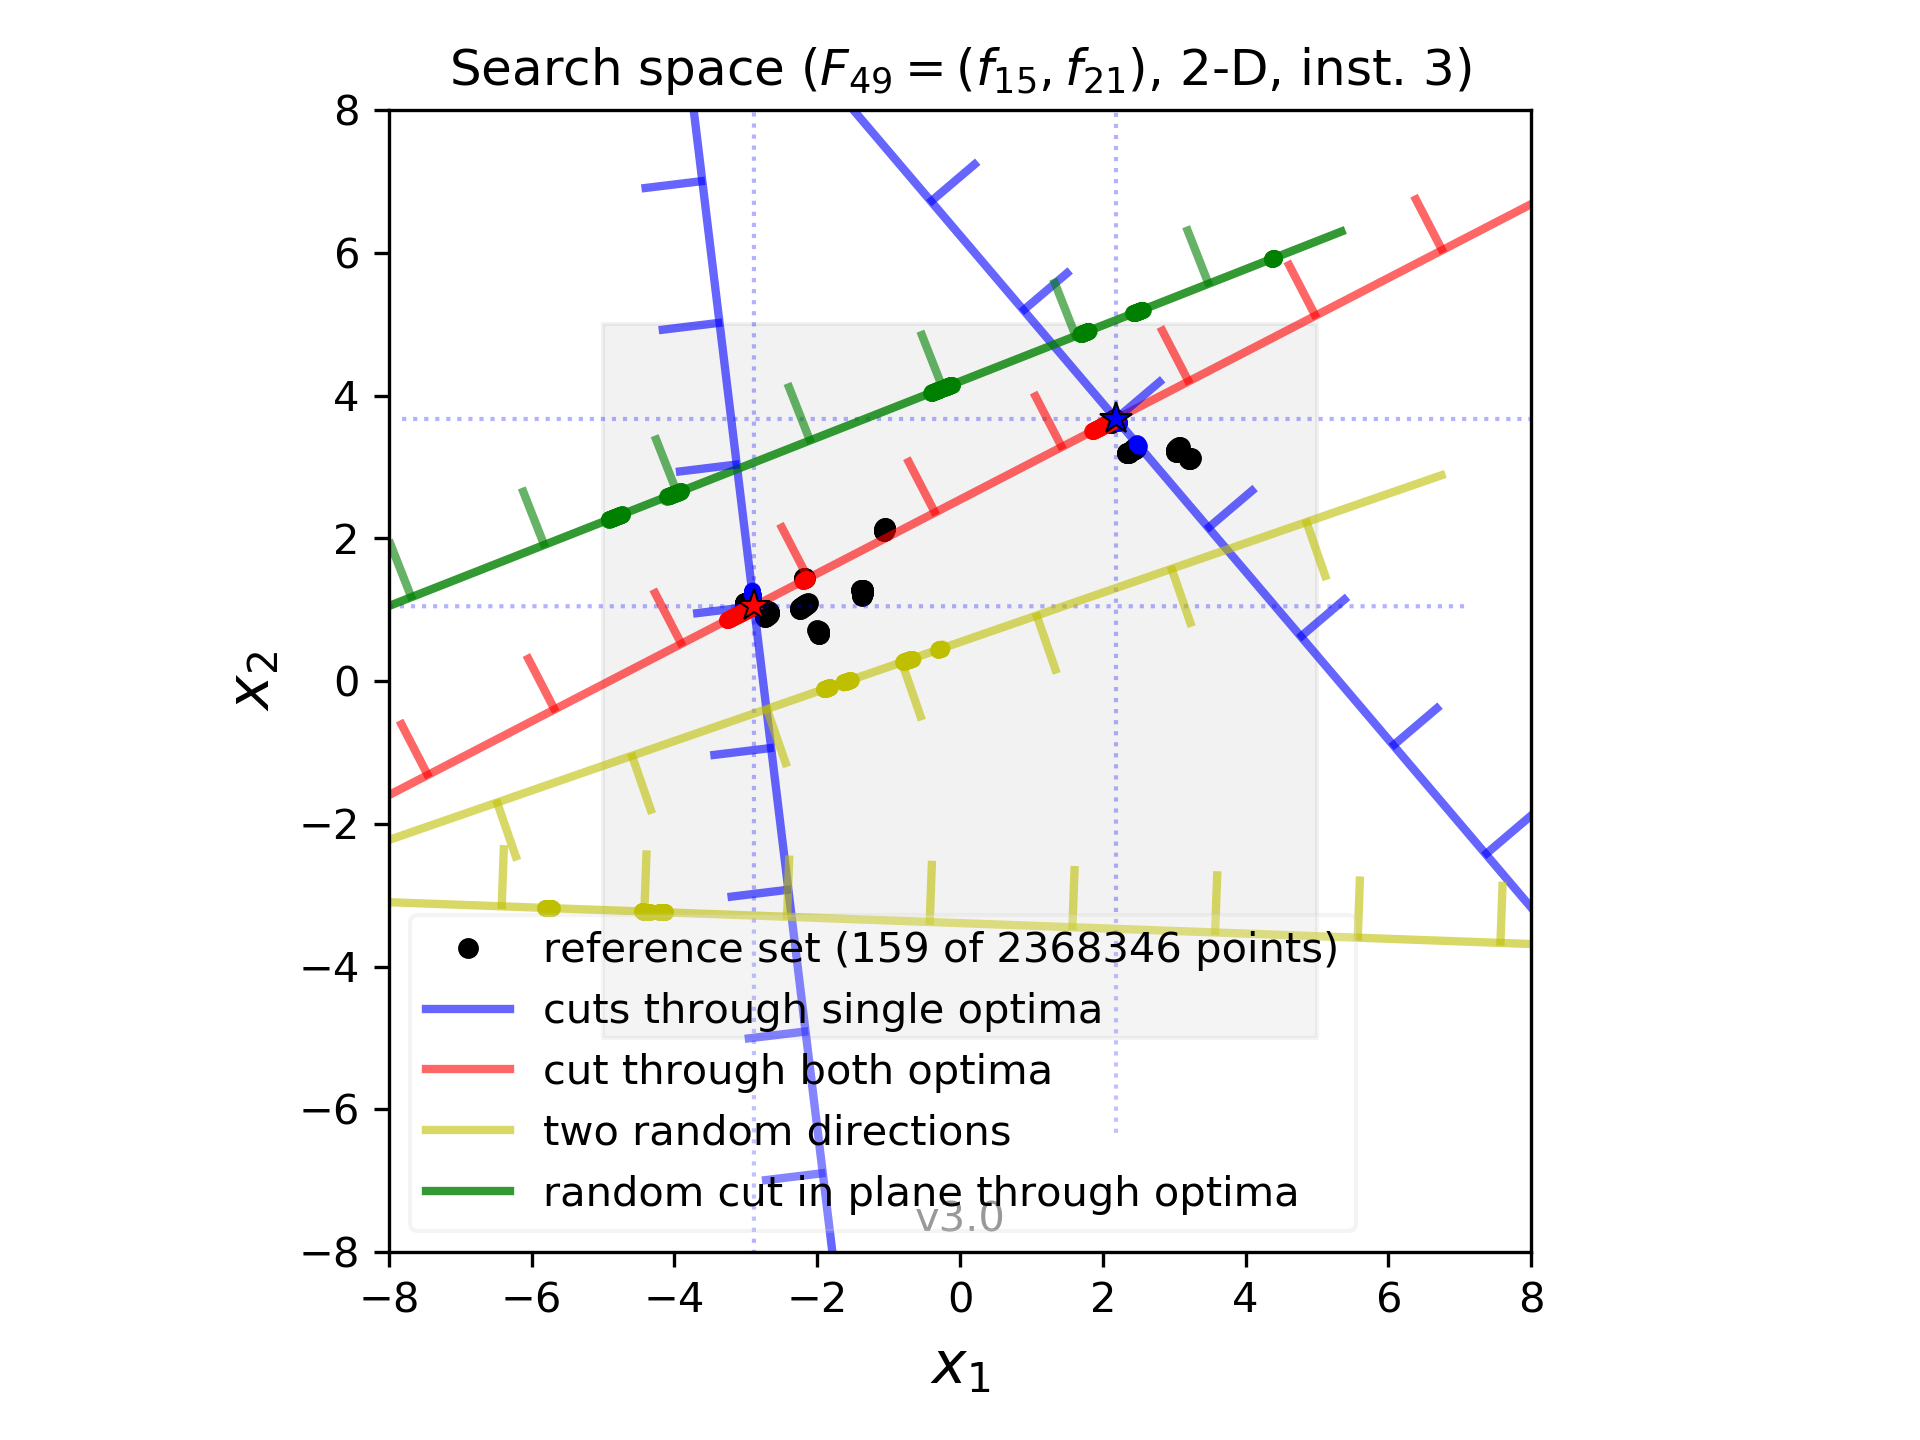 Search space (F₄₉ = (f₁₅, f₂₁), 2-D, inst. 3)
8
6
4
2
0
−2
−4
−6
−8
x₂
reference set (159 of 2368346 points)
cuts through single optima
cut through both optima
two random directions
random cut in plane through optima
v3.0
−8 −6 −4 −2 0 2 4 6 8
x₁